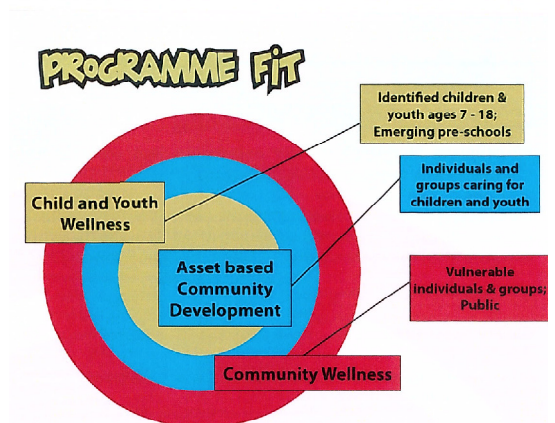 PROGRAMME FiT
Identified children &
youth ages 7 - 18;
Emerging pre-schools
Individuals and
groups caring for
children and youth
Child and Youth
Wellness
Asset based
Community
Development
Vulnerable
individuals & groups;
Public
Community Wellness